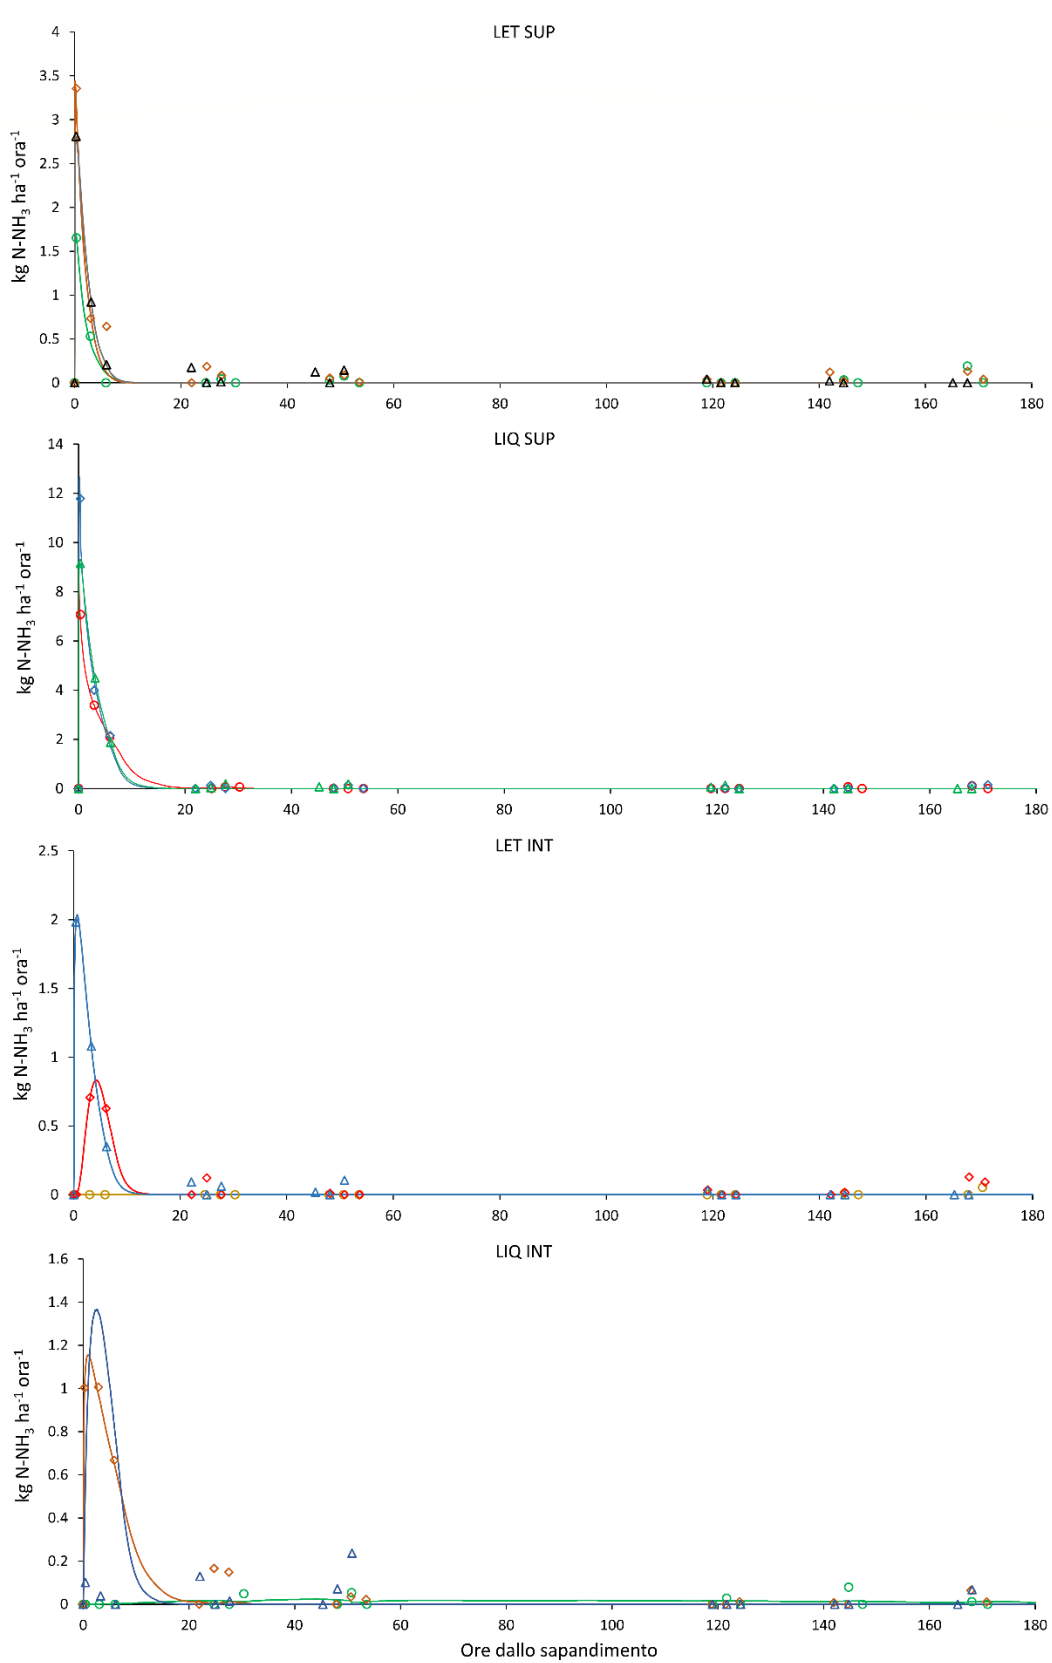 LET SUP
kg N-NH3 ha-1 ora-1
4
3.5
3
2.5
2
1.5
1
0.5
0
0 20 40 60 80 100 120 140 160 180
LIQ SUP
kg N-NH3 ha-1 ora-1
14
12
10
8
6
4
2
0
0 20 40 60 80 100 120 140 160 180
LET INT
kg N-NH3 ha-1 ora-1
2.5
2
1.5
1
0.5
0
0 20 40 60 80 100 120 140 160 180
LIQ INT
kg N-NH3 ha-1 ora-1
1.6
1.4
1.2
1
0.8
0.6
0.4
0.2
0
0 20 40 60 80 100 120 140 160 180
Ore dallo sapandimento